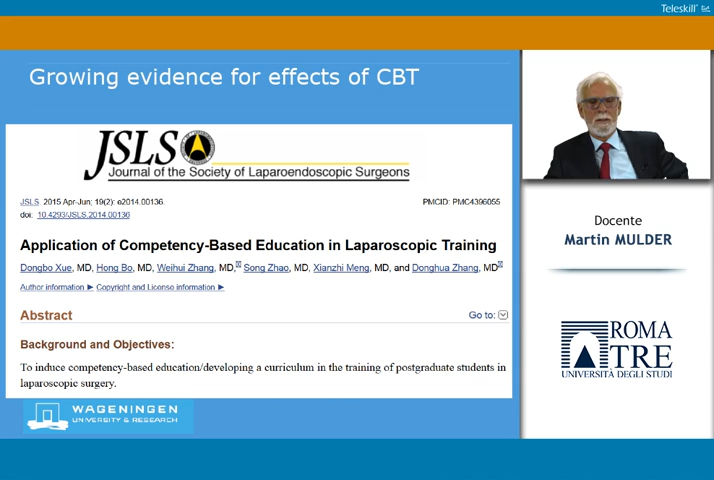 Teleskill
Growing evidence for effects of CBT
JSLS
Journal of the Society of Laparoendoscopic Surgeons
JSLS. 2015 Apr-Jun; 19(2): e2014.00136.
PMCID: PMC4396055
doi: 10.4293/JSLS.2014.00136
Application of Competency-Based Education in Laparoscopic Training
Dongbo Xue, MD, Hong Bo, MD, Weihui Zhang, MD, Song Zhao, MD, Xianzhi Meng, MD, and Donghua Zhang, MD
Author information ▶ Copyright and License information ▶
Abstract
Go to:
Background and Objectives:
To induce competency-based education/developing a curriculum in the training of postgraduate students in
laparoscopic surgery.
WAGENINGEN
UNIVERSITY & RESEARCH
Docente
Martin MULDER
ROMA
TRE
UNIVERSITÀ DEGLI STUDI